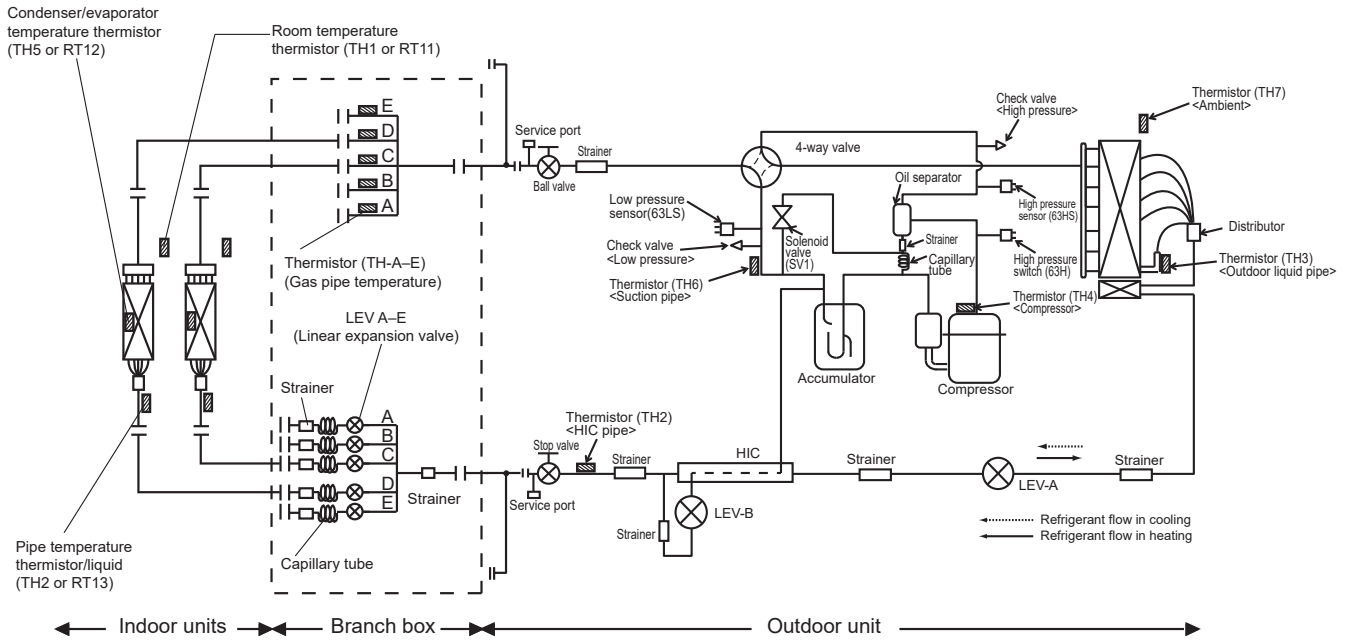 Condenser/evaporator
temperature thermistor
(TH5 or RT12)
Room temperature
thermistor (TH1 or RT11)
E
D
C
B
A
Thermistor (TH-A–E)
(Gas pipe temperature)
LEV A–E
(Linear expansion valve)
Strainer
A
B
C
D
E
Strainer
Capillary tube
Pipe temperature
thermistor/liquid
(TH2 or RT13)
Service port
Ball valve
Strainer
4-way valve
Check valve
<High pressure>
Thermistor (TH7)
<Ambient>
Oil separator
Low pressure
sensor(63LS)
Check valve
<Low pressure>
Thermistor (TH6)
<Suction pipe>
Solenoid
valve
(SV1)
Strainer
Capillary
tube
High pressure
sensor (63HS)
High pressure
switch (63H)
Distributor
Thermistor (TH3)
<Outdoor liquid pipe>
Thermistor (TH4)
<Compressor>
Accumulator
Compressor
Thermistor (TH2)
<HIC pipe>
Stop valve
Service port
Strainer
HIC
Strainer
LEV-B
Strainer
LEV-A
Strainer
Refrigerant flow in cooling
Refrigerant flow in heating
Indoor units
Branch box
Outdoor unit